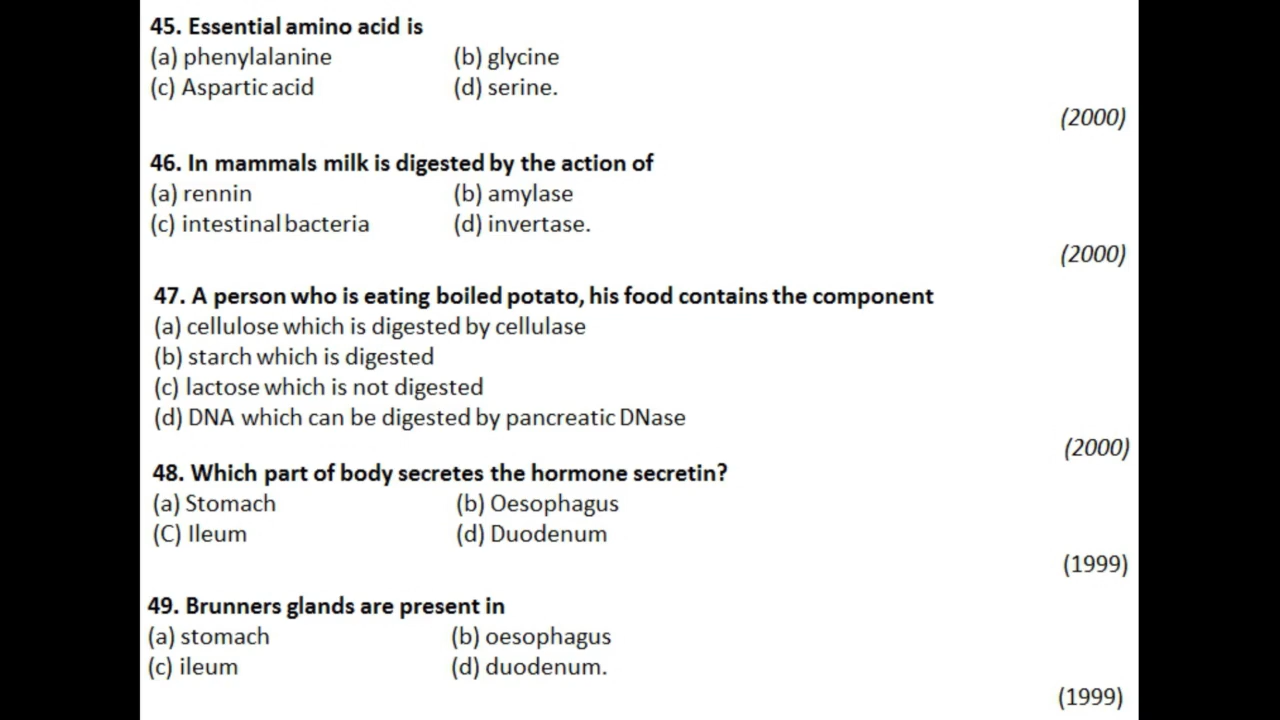 45. Essential amino acid is
(a) phenylalanine (b) glycine
(c) Aspartic acid (d) serine.
(2000)
46. In mammals milk is digested by the action of
(a) rennin (b) amylase
(c) intestinal bacteria (d) invertase.
(2000)
47. A person who is eating boiled potato, his food contains the component
(a) cellulose which is digested by cellulase
(b) starch which is digested
(c) lactose which is not digested
(d) DNA which can be digested by pancreatic DNase
(2000)
48. Which part of body secretes the hormone secretin?
(a) Stomach (b) Oesophagus
(C) Ileum (d) Duodenum
(1999)
49. Brunners glands are present in
(a) stomach (b) oesophagus
(c) ileum (d) duodenum.
(1999)